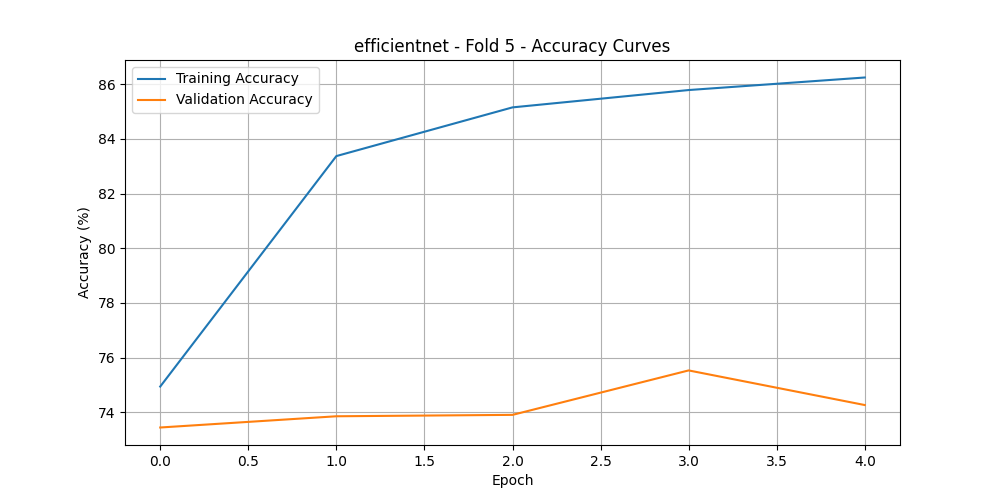 efficientnet - Fold 5 - Accuracy Curves
Training Accuracy
Validation Accuracy
Accuracy (%)
86
84
82
80
78
76
74
0.0 0.5 1.0 1.5 2.0 2.5 3.0 3.5 4.0
Epoch